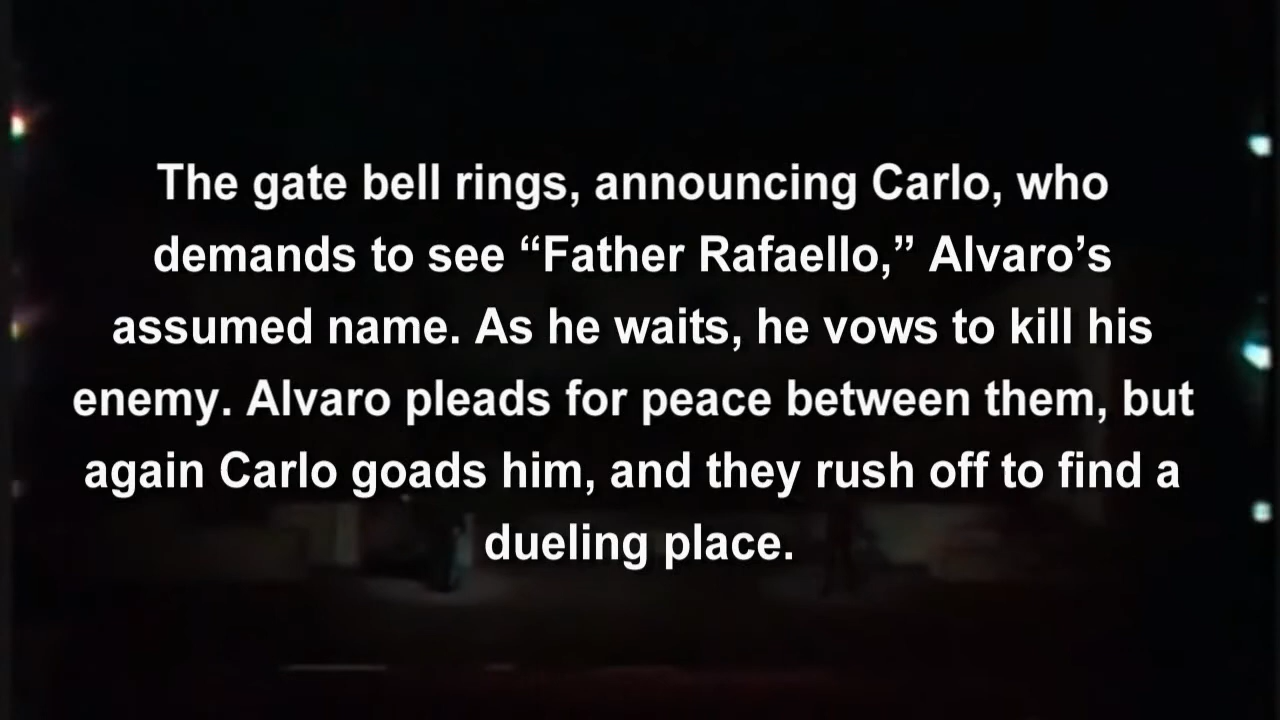 The gate bell rings, announcing Carlo, who
demands to see “Father Rafaello,” Alvaro’s
assumed name. As he waits, he vows to kill his
enemy. Alvaro pleads for peace between them, but
again Carlo goads him, and they rush off to find a
dueling place.